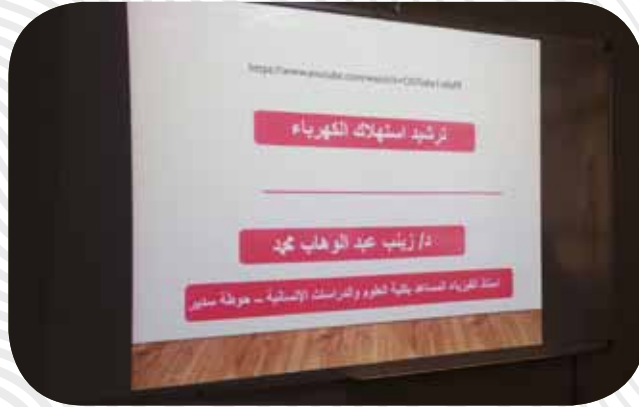 https://www.youtube.com/watch
ترشيد استهلاك الكهرباء
د/ زينب عبد الوهاب محمد
استاذ الفيزياء المساعد بكلية العلوم والدراسات الإنسانية – حوطة سدير